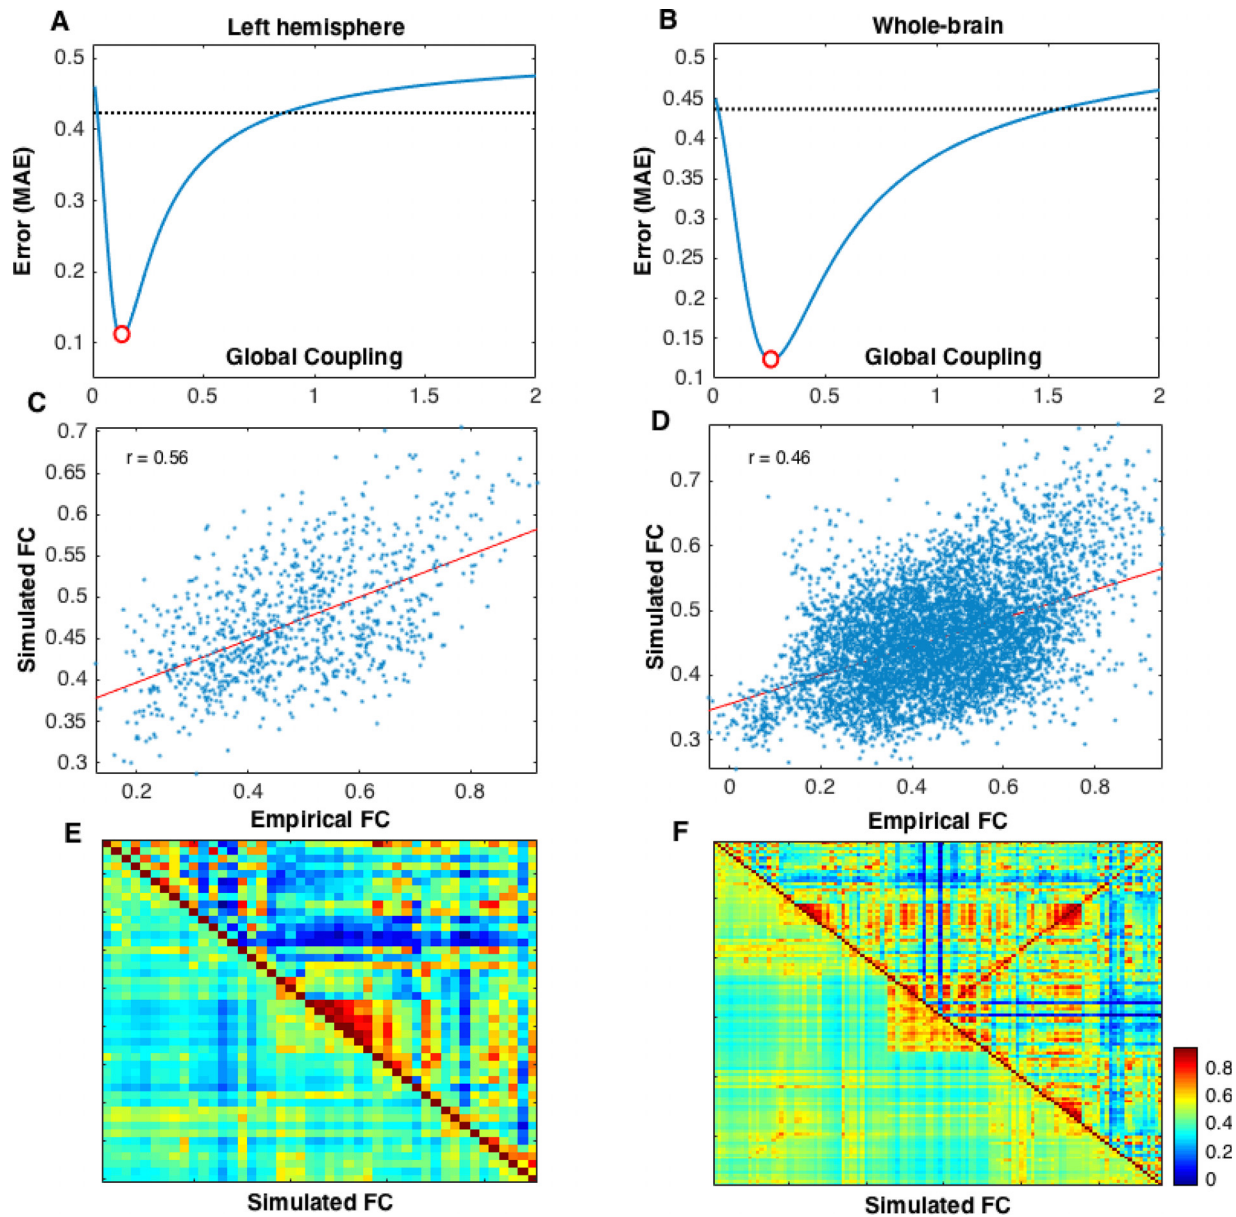 A
Left hemisphere
0.5
0.4
0.3
0.2
0.1
Error (MAE)
Global Coupling
0 0.5 1 1.5 2
B
Whole-brain
0.5
0.45
0.4
0.35
0.3
0.25
0.2
0.15
0.1
Error (MAE)
Global Coupling
0 0.5 1 1.5 2
C
r = 0.56
0.7
0.65
0.6
0.55
0.5
0.45
0.4
0.35
0.3
Simulated FC
0.2 0.4 0.6 0.8
Empirical FC
D
r = 0.46
0.7
0.6
0.5
0.4
0.3
Simulated FC
0 0.2 0.4 0.6 0.8
Empirical FC
E
Simulated FC
F
Simulated FC
0.8
0.6
0.4
0.2
0